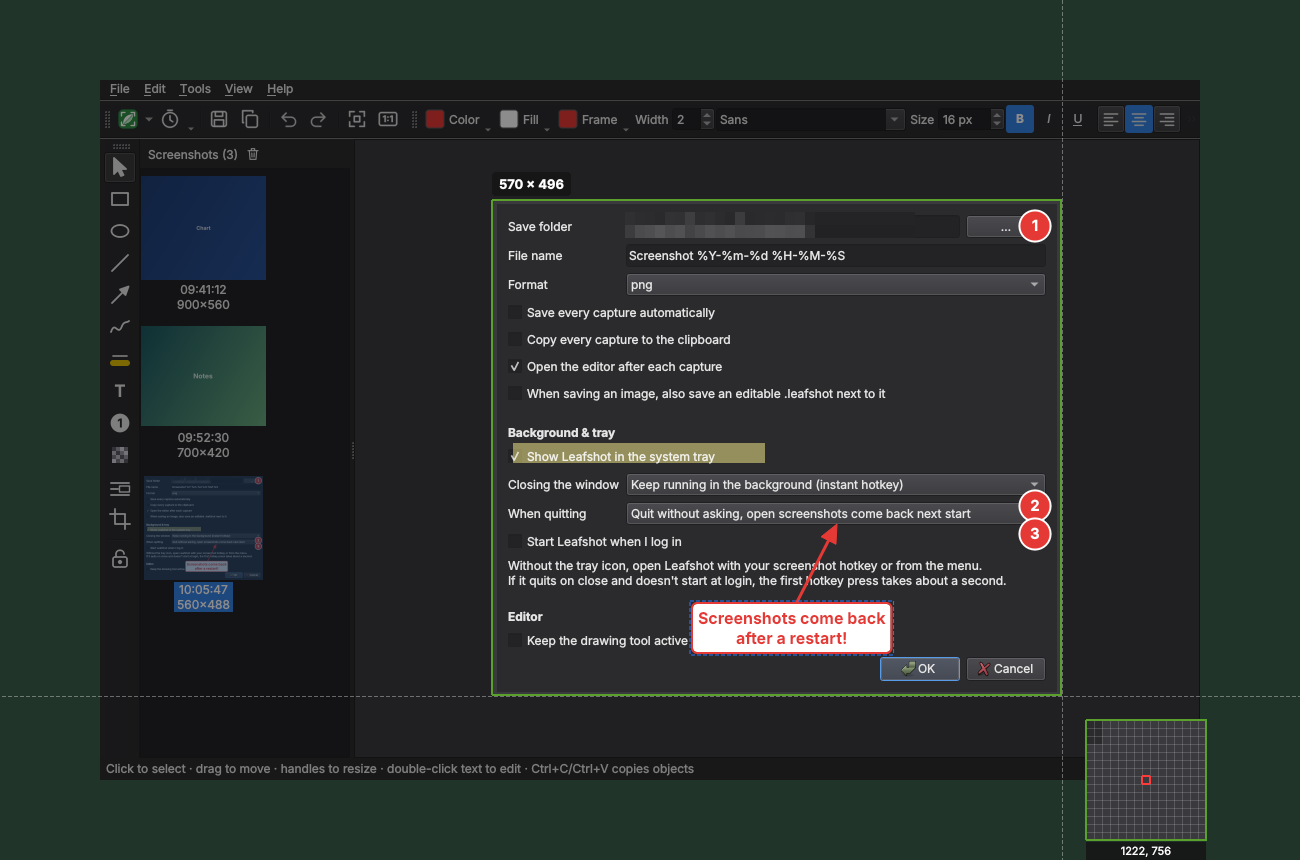 File Edit Tools View Help
1:1 Color Fill Frame Width 2 Sans Size 16 px B I U
Screenshots (3)
Chart
09:41:12
900×560
Notes
09:52:30
700×420
10:05:47
560×488
T
1
570 × 496
Save folder ... 1
File name Screenshot %Y-%m-%d %H-%M-%S
Format png
Save every capture automatically
Copy every capture to the clipboard
Open the editor after each capture
When saving an image, also save an editable .leafshot next to it
Background & tray
Show Leafshot in the system tray
Closing the window Keep running in the background (instant hotkey)
2
When quitting Quit without asking, open screenshots come back next start
3
Start Leafshot when I log in
Without the tray icon, open Leafshot with your screenshot hotkey or from the menu.
If it quits on close and doesn't start at login, the first hotkey press takes about a second.
Editor
Keep the drawing tool active
Screenshots come back
after a restart!
OK Cancel
Click to select · drag to move · handles to resize · double-click text to edit · Ctrl+C/Ctrl+V copies objects
1222, 756